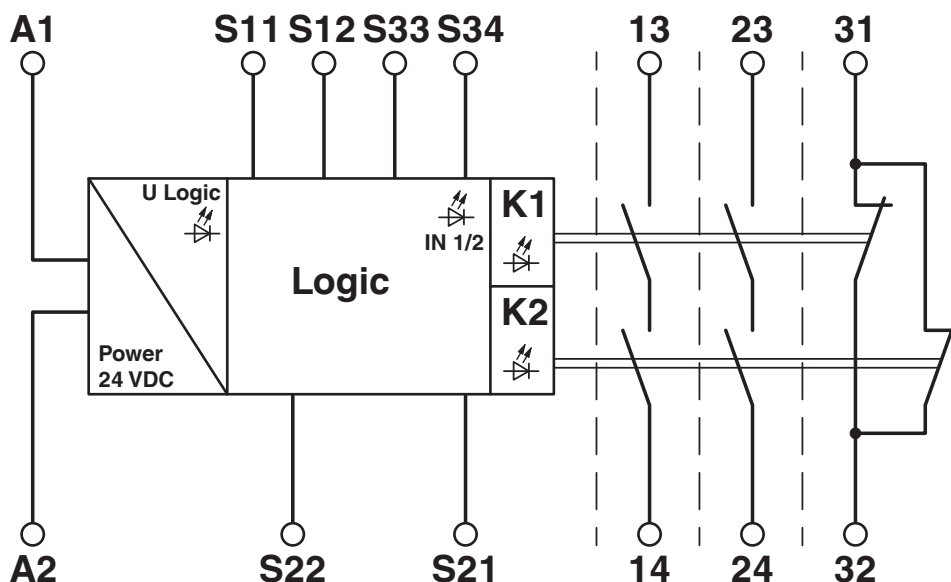 A1 S11 S12 S33 S34 13 23 31
U Logic
K1
IN 1/2
Logic
K2
Power
24 VDC
A2 S22 S21 14 24 32